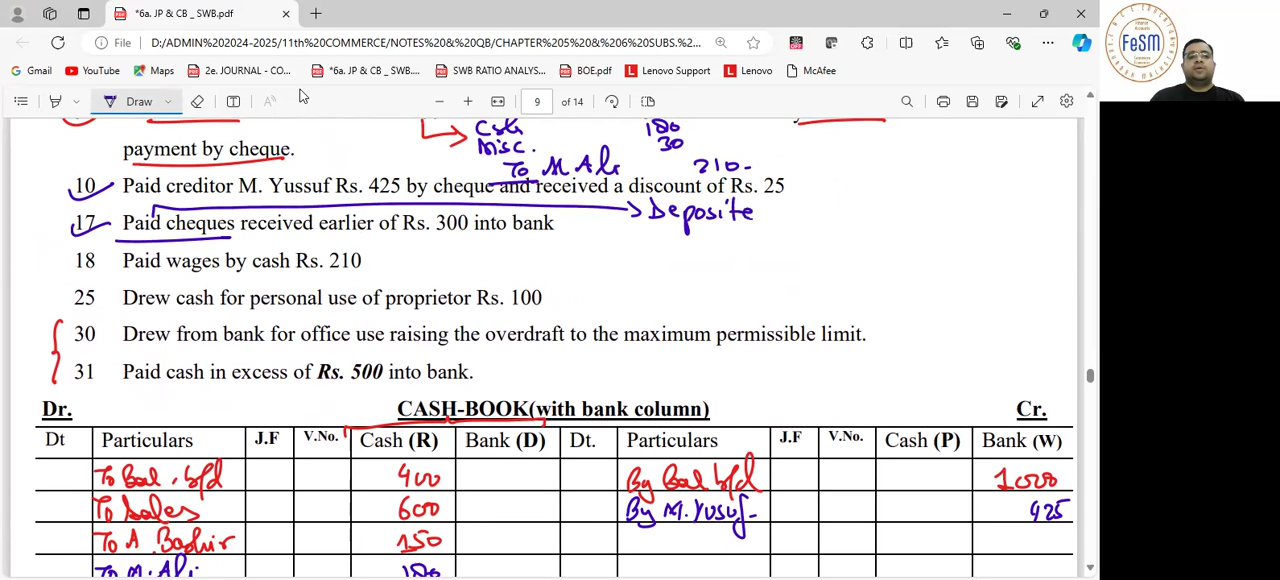 *6a. JP & CB _ SWB.pdf
File D:/ADMIN%202024-2025/11th%20COMMERCE/NOTES%20&%20QB/CHAPTER%205%20&%206%20SUBS.%2...
Gmail YouTube Maps 2e. JOURNAL - CO... *6a. JP & CB _ SWB.... SWB RATIO ANALYS... BOE.pdf Lenovo Support Lenovo McAfee
Draw 9 of 14
FeSM
Csh 180
payment by cheque. Misc. 30
To M Ali 210-
10 Paid creditor M. Yussuf Rs. 425 by cheque and received a discount of Rs. 25
Deposite
17 Paid cheques received earlier of Rs. 300 into bank
18 Paid wages by cash Rs. 210
25 Drew cash for personal use of proprietor Rs. 100
30 Drew from bank for office use raising the overdraft to the maximum permissible limit.
31 Paid cash in excess of Rs. 500 into bank.
Dr. CASH-BOOK(with bank column) Cr.
Dt Particulars J.F V.No. Cash (R) Bank (D) Dt. Particulars J.F V.No. Cash (P) Bank (W)
To Bal. b/d 400 By Bal b/d 1000
To Sales 600 By M. Yusuf- 425
To A. Bashir 150
To M. Ali 180